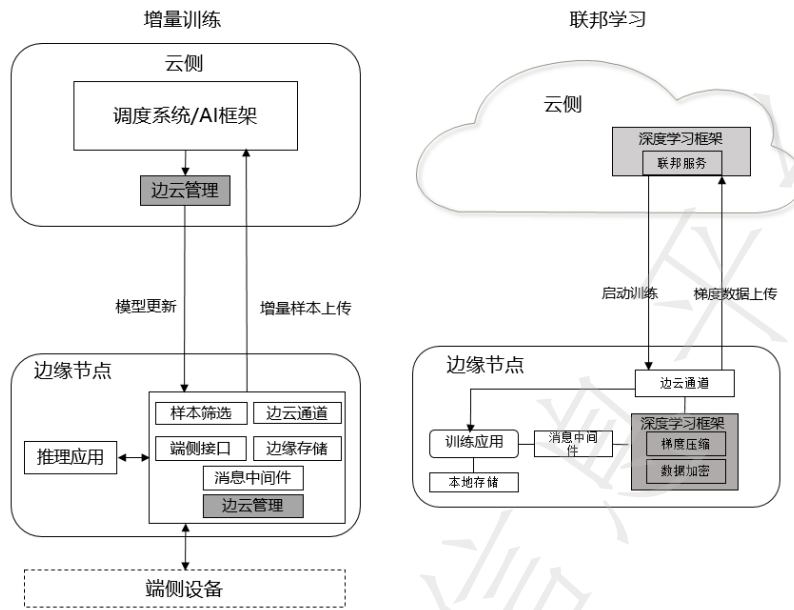 增量训练
云侧
调度系统/AI框架
边云管理
模型更新
增量样本上传
边缘节点
样本筛选
边云通道
端侧接口
边缘存储
推理应用
消息中间件
边云管理
端侧设备
联邦学习
云侧
深度学习框架
联邦服务
启动训练
梯度数据上传
边缘节点
边云通道
训练应用
消息中间
件
深度学习框架
梯度压缩
数据加密
本地存储